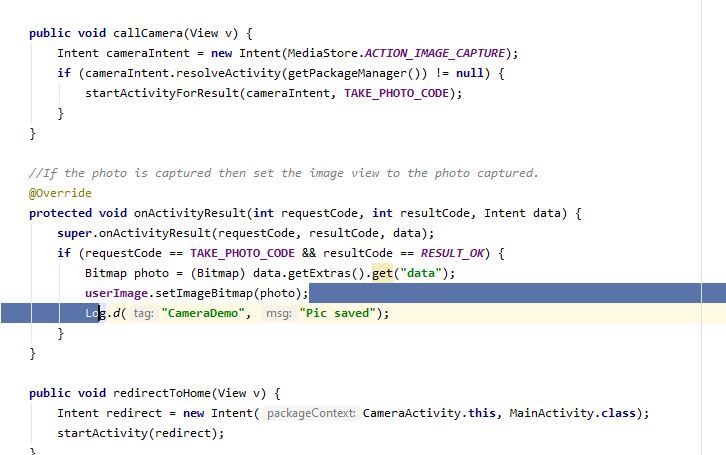 public void callCamera(View v) {
Intent cameraIntent = new Intent(MediaStore.ACTION_IMAGE_CAPTURE);
if (cameraIntent.resolveActivity(getPackageManager()) != null) {
startActivityForResult(cameraIntent, TAKE_PHOTO_CODE);
}
}
//If the photo is captured then set the image view to the photo captured.
@Override
protected void onActivityResult(int requestCode, int resultCode, Intent data) {
super.onActivityResult(requestCode, resultCode, data);
if (requestCode == TAKE_PHOTO_CODE && resultCode == RESULT_OK) {
Bitmap photo = (Bitmap) data.getExtras().get("data");
userImage.setImageBitmap(photo);
Log.d( tag: "CameraDemo", msg: "Pic saved");
}
}
public void redirectToHome(View v) {
Intent redirect = new Intent( packageContext: CameraActivity.this, MainActivity.class);
startActivity(redirect);
}